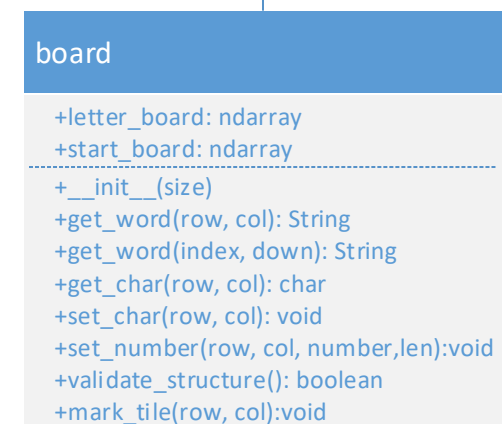 board
+letter_board: ndarray
+start_board: ndarray
+__init__(size)
+get_word(row, col): String
+get_word(index, down): String
+get_char(row, col): char
+set_char(row, col): void
+set_number(row, col, number,len):void
+validate_structure(): boolean
+mark_tile(row, col):void